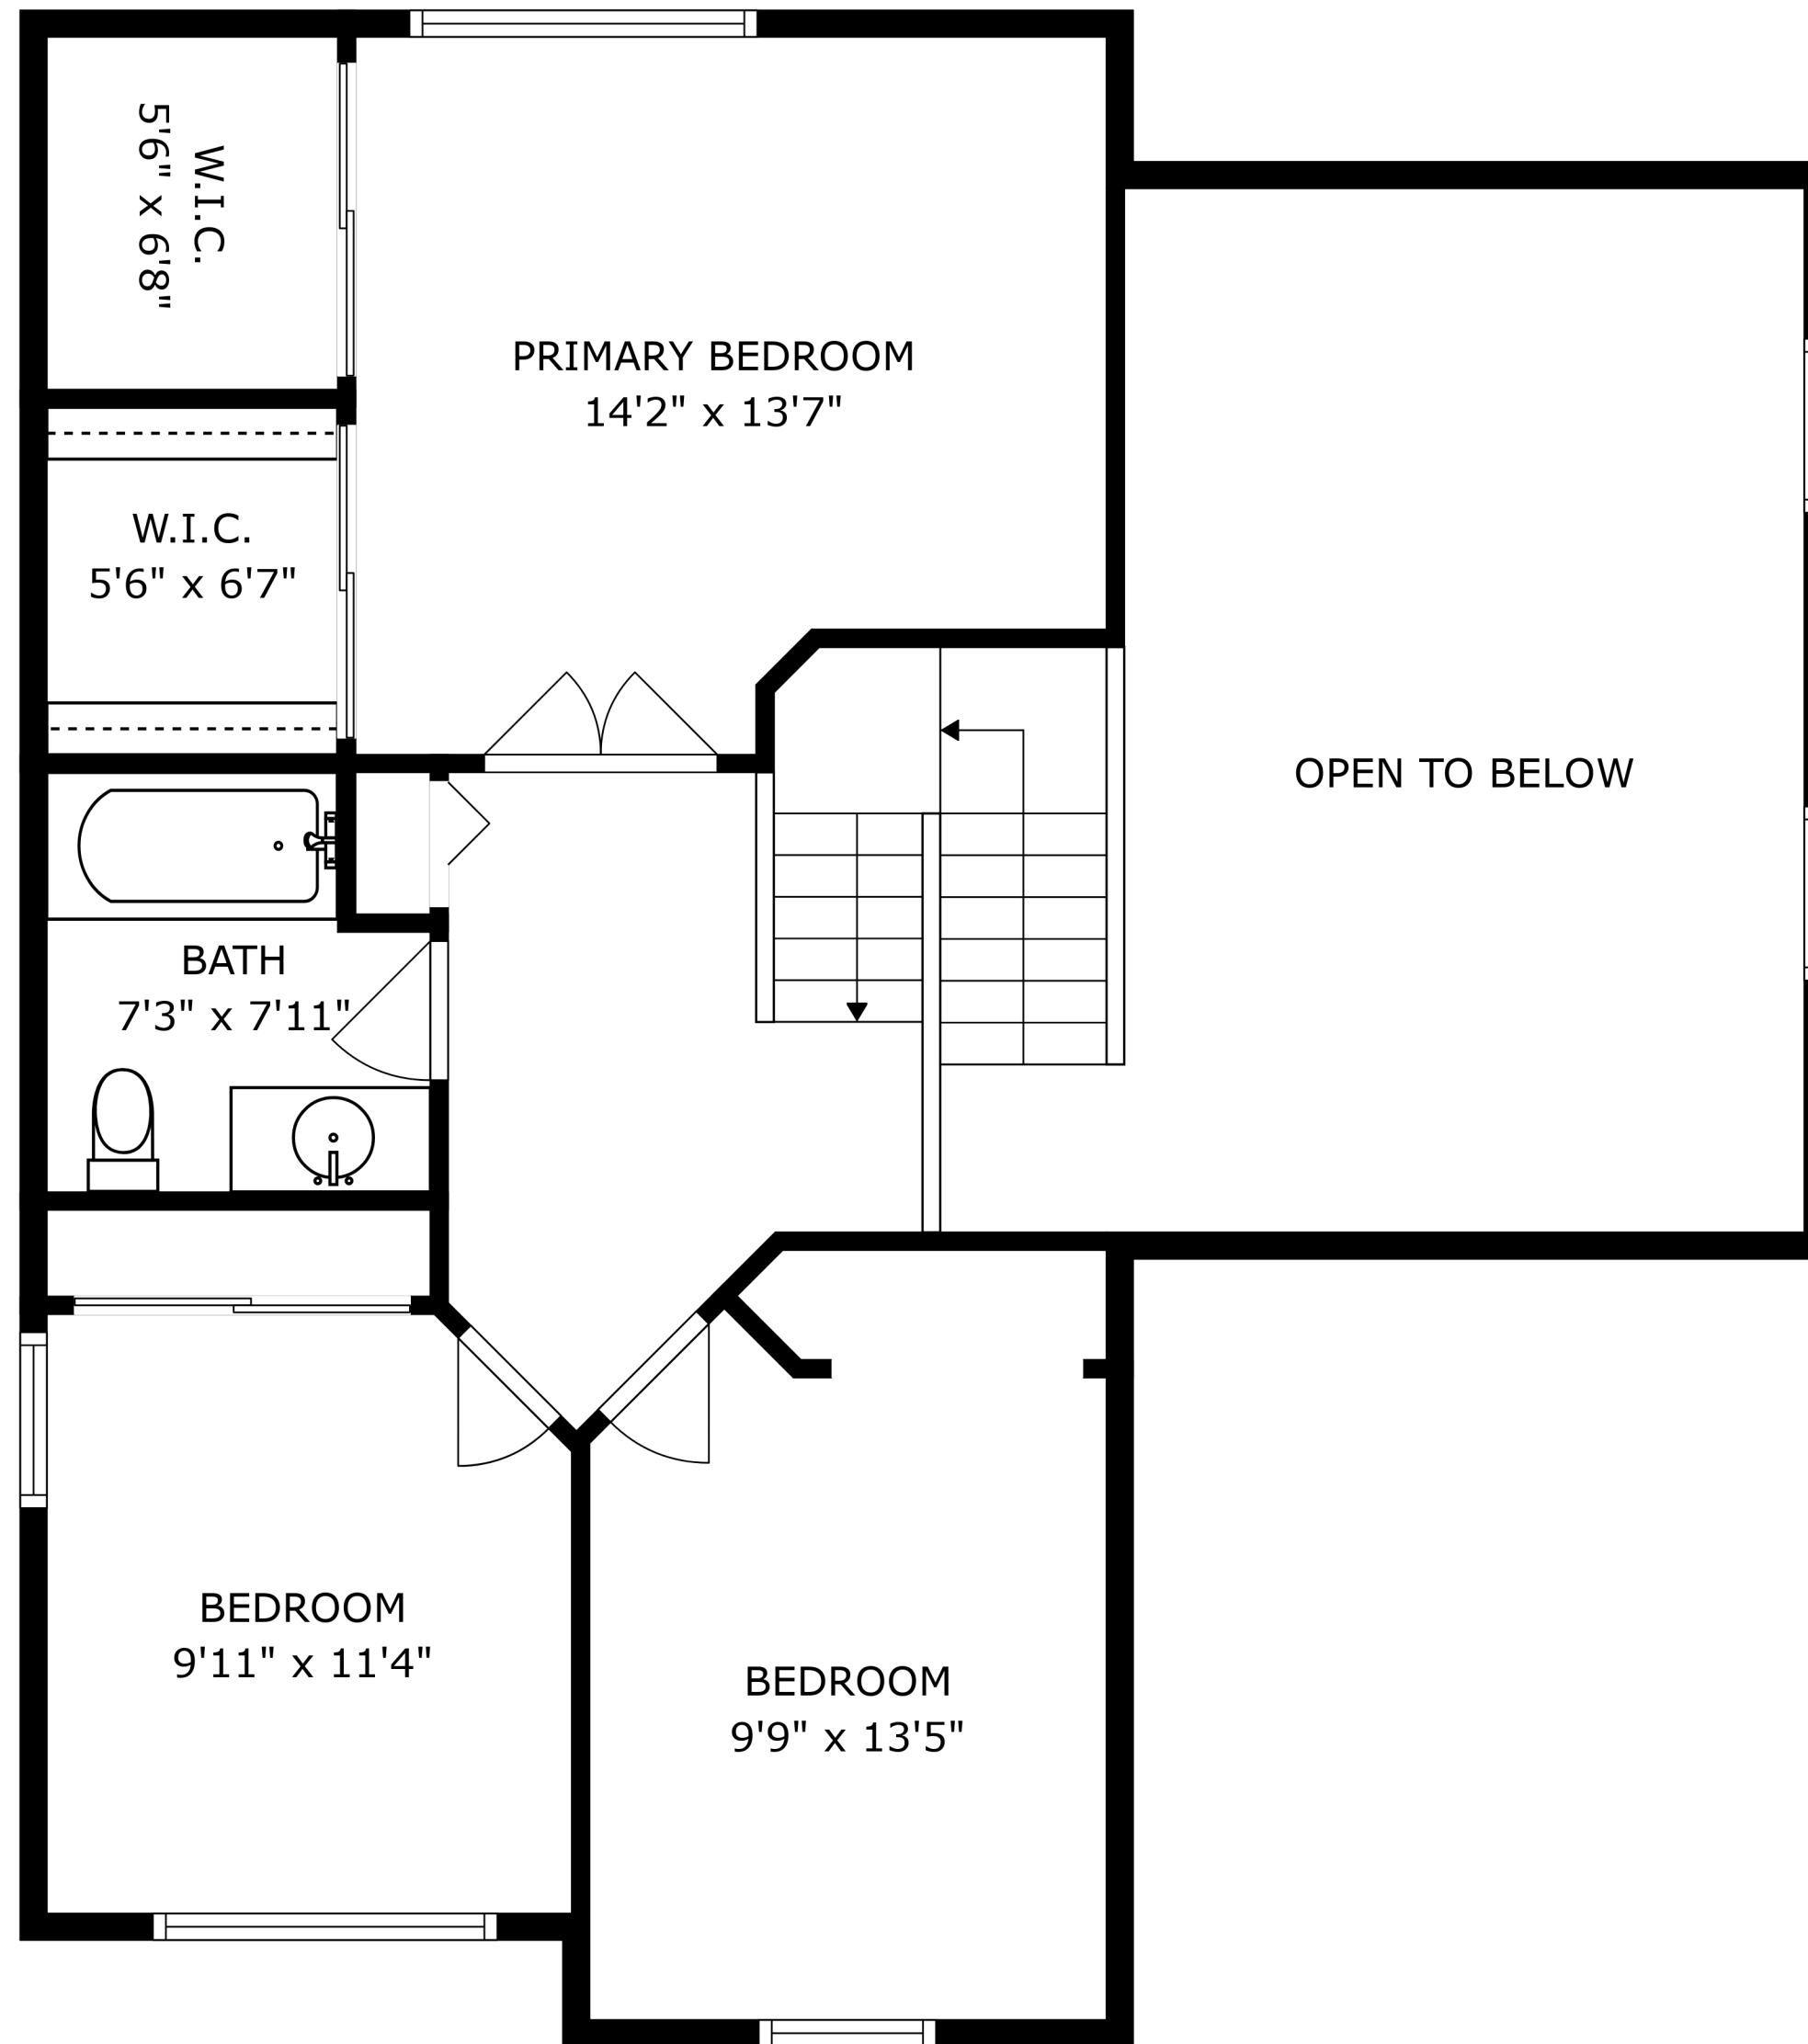 W.I.C.
5'6" x 6'8"
PRIMARY BEDROOM
14'2" x 13'7"
W.I.C.
5'6" x 6'7"
OPEN TO BELOW
BATH
7'3" x 7'11"
BEDROOM
9'11" x 11'4"
BEDROOM
9'9" x 13'5"